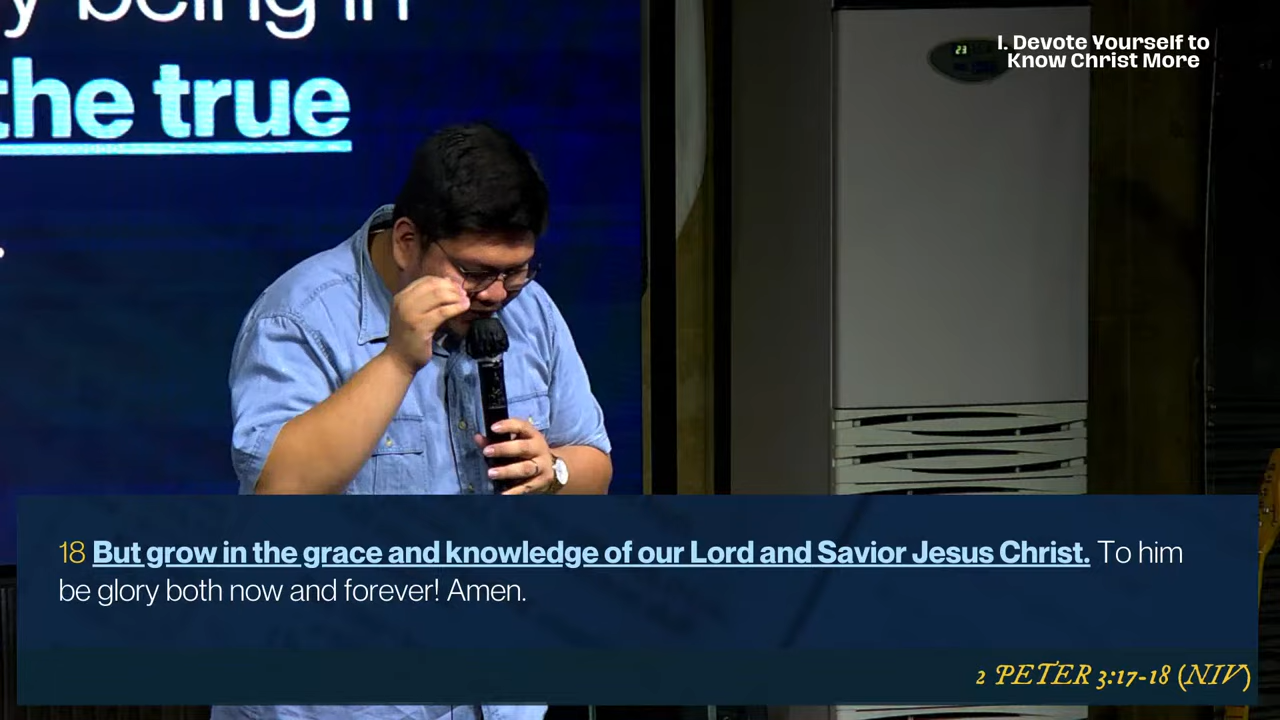 y being in
the true
.
23
I. Devote Yourself to
Know Christ More
18 But grow in the grace and knowledge of our Lord and Savior Jesus Christ. To him
be glory both now and forever! Amen.
2 PETER 3:17-18 (NIV)